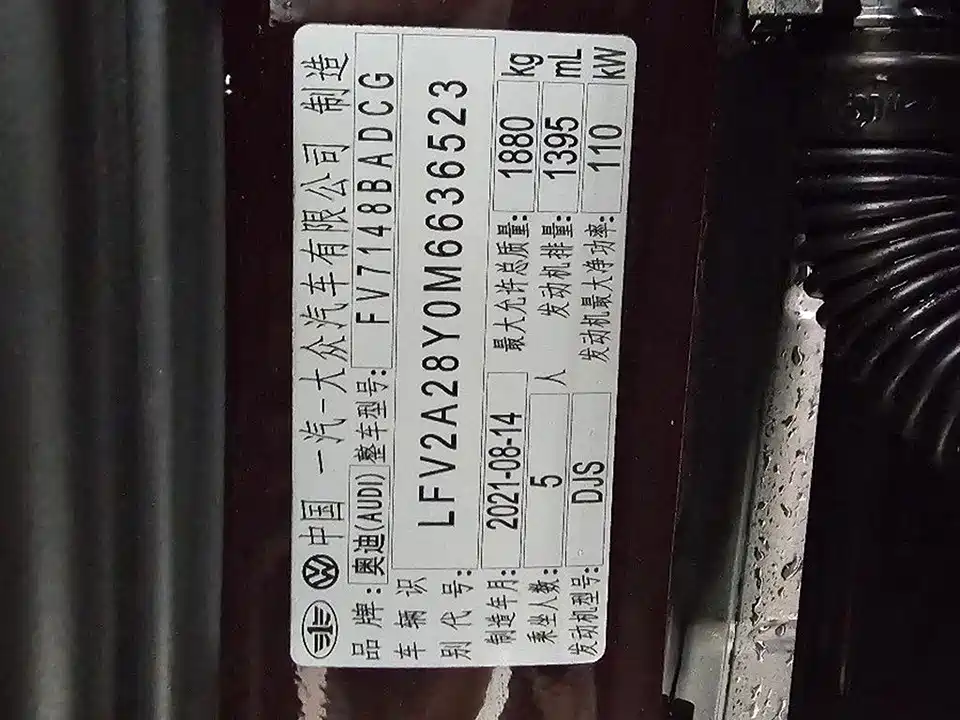 中国 一汽-大众汽车有限公司 制造
品牌: 奥迪(AUDI) 整车型号: FV7148BADCG
车辆识别代号: LFV2A28Y0M6636523
制造年月: 2021-08-14 最大允许总质量: 1880 kg
乘坐人数: 5 人 发动机排量: 1395 mL
发动机型号: DJS 发动机最大净功率: 110 kW